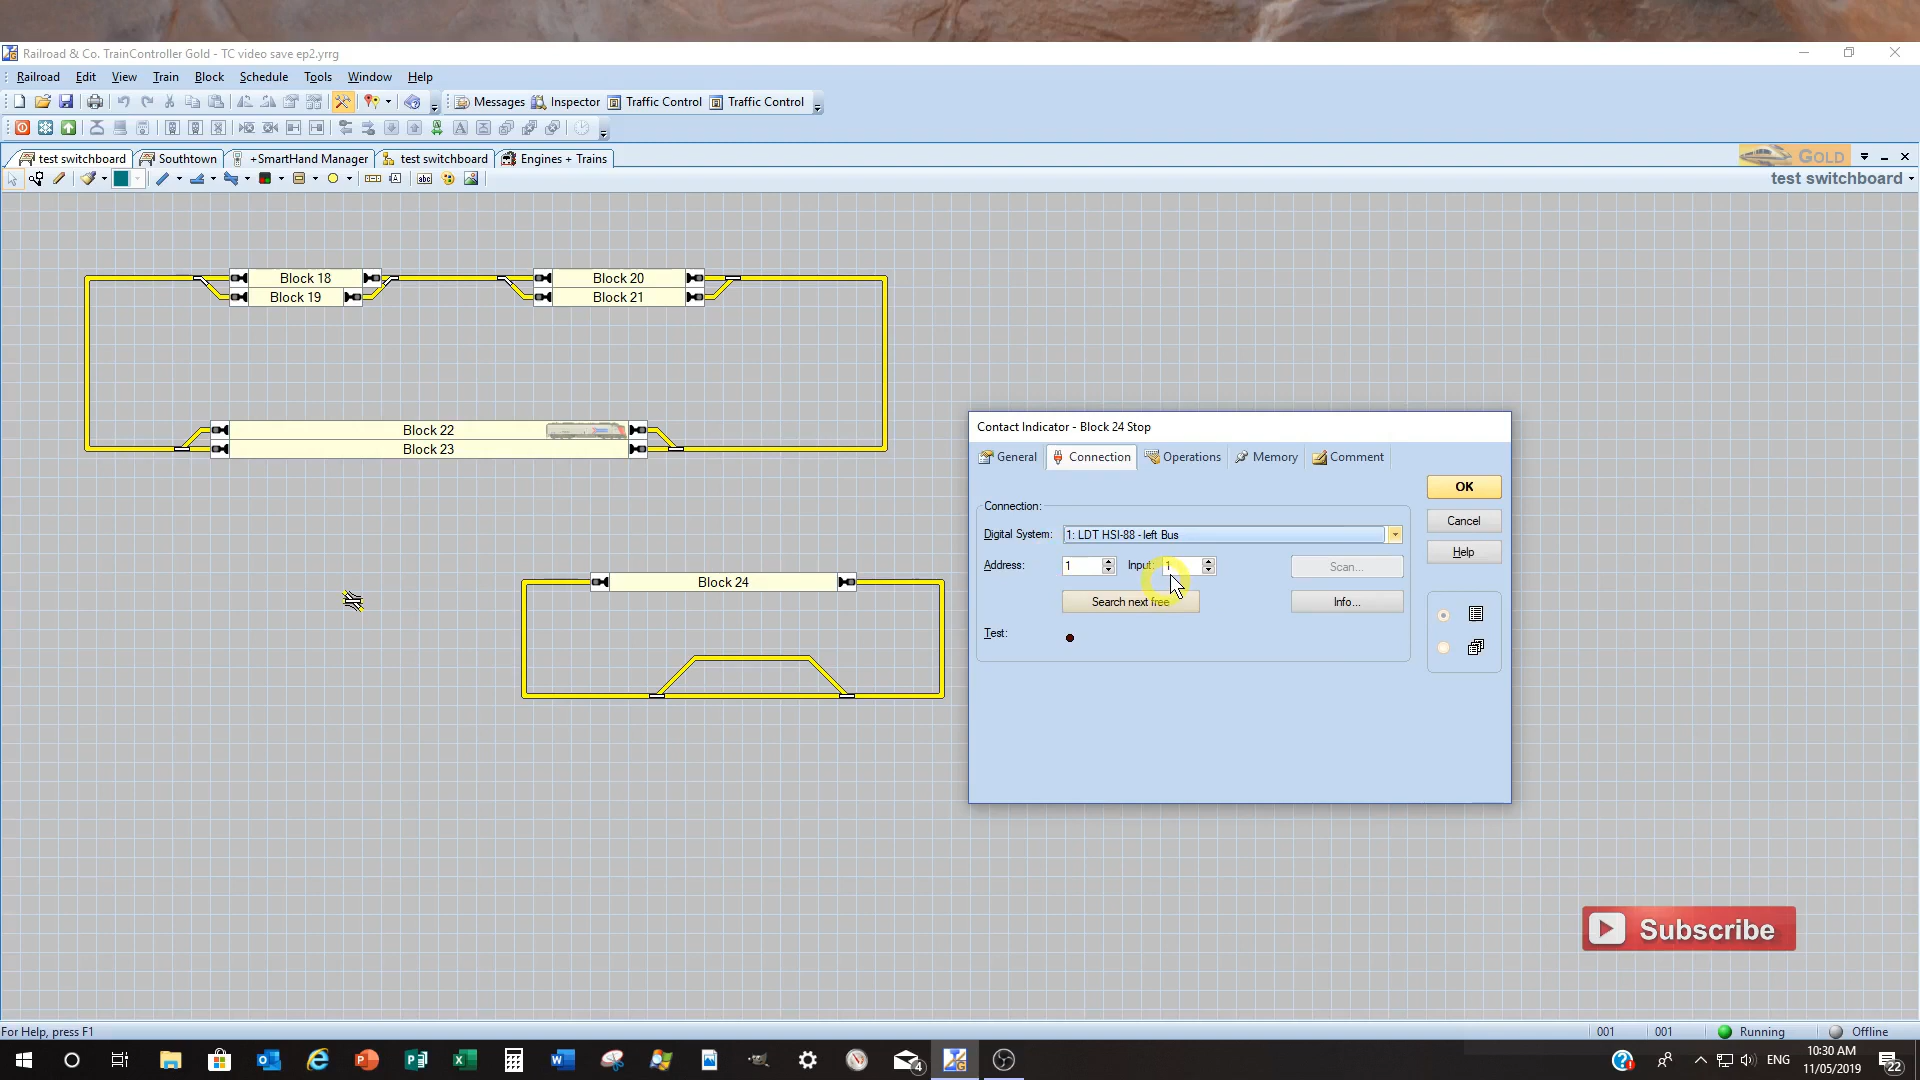 Railroad & Co. TrainController Gold - TC video save ep2.yrrg
Railroad Edit View Train Block Schedule Tools Window Help
Messages Inspector Traffic Control Traffic Control
test switchboard Southtown +SmartHand Manager test switchboard Engines + Trains
GOLD
test switchboard
Block 18 Block 20
Block 19 Block 21
Block 22
Block 23
Block 24
Contact Indicator - Block 24 Stop
General Connection Operations Memory Comment
Connection:
Digital System: 1: LDT HSI-88 - left Bus
Address: 1 Input: 1 Scan...
Search next free Info...
Test:
OK
Cancel
Help
Subscribe
For Help, press F1 001 001 Running Offline
4
ENG
10:30 AM
11/05/2019
22